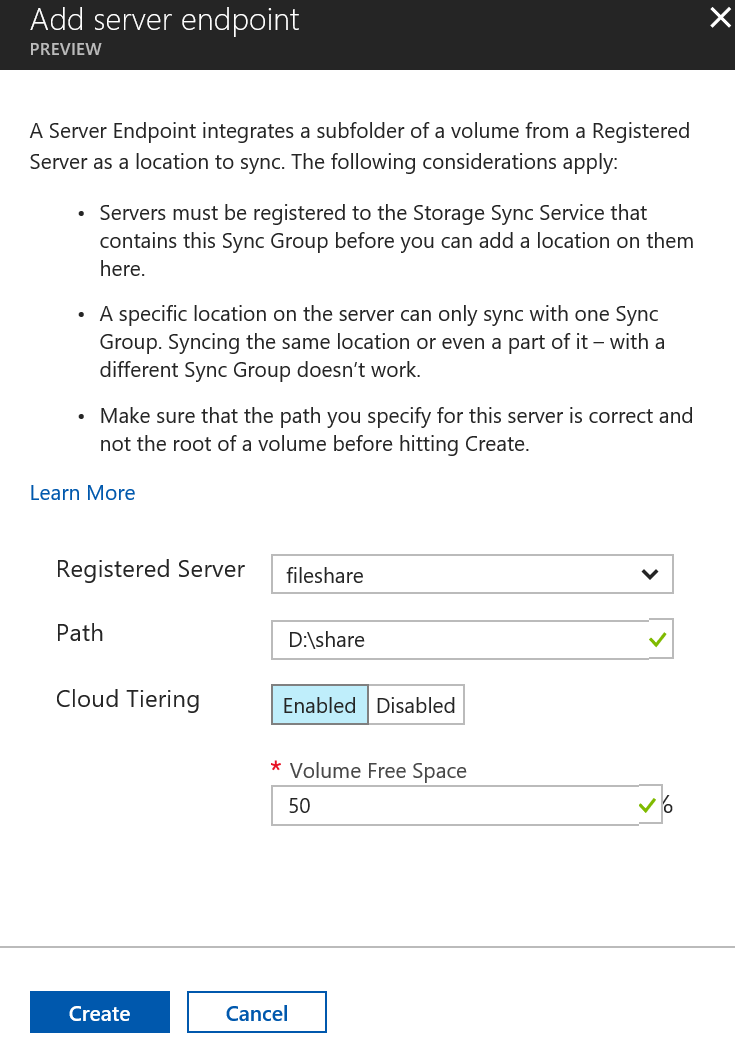 Add server endpoint
PREVIEW
A Server Endpoint integrates a subfolder of a volume from a Registered
Server as a location to sync. The following considerations apply:
• Servers must be registered to the Storage Sync Service that
contains this Sync Group before you can add a location on them
here.
• A specific location on the server can only sync with one Sync
Group. Syncing the same location or even a part of it – with a
different Sync Group doesn’t work.
• Make sure that the path you specify for this server is correct and
not the root of a volume before hitting Create.
Learn More
Registered Server
fileshare
Path
D:\share
Cloud Tiering
Enabled Disabled
* Volume Free Space
50 %
Create Cancel